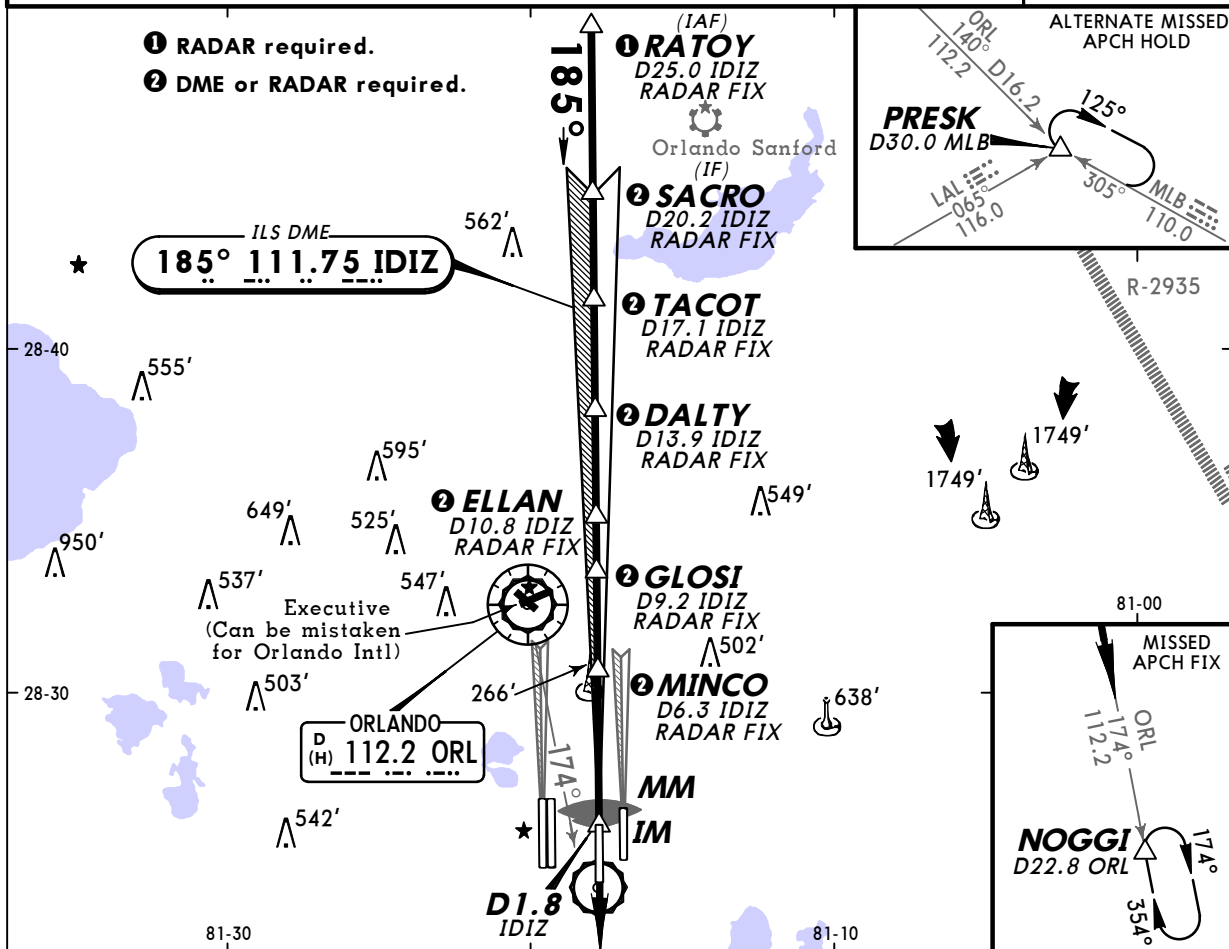 ❶ RADAR required.
❷ DME or RADAR required.
185°
(IAF)
❶ RATOY
D25.0 IDIZ
RADAR FIX
Orlando Sanford
(IF)
❷ SACRO
D20.2 IDIZ
RADAR FIX
ALTERNATE MISSED
APCH HOLD
ORL
140°
112.2
D16.2
PRESK
D30.0 MLB
125°
LAL
065°
116.0
305°
MLB
110.0
562'
ILS DME
185° 111.75 IDIZ
❷ TACOT
D17.1 IDIZ
RADAR FIX
R-2935
28-40
555'
❷ DALTY
D13.9 IDIZ
RADAR FIX
1749'
1749'
595'
649'
525'
❷ ELLAN
D10.8 IDIZ
RADAR FIX
549'
950'
537'
547'
❷ GLOSI
D9.2 IDIZ
RADAR FIX
Executive
(Can be mistaken
for Orlando Intl)
502'
81-00
28-30
503'
266'
❷ MINCO
D6.3 IDIZ
RADAR FIX
638'
MISSED
APCH FIX
ORL
174°
112.2
ORLANDO
D
(H) 112.2 ORL
174°
MM
IM
542'
NOGGI
D22.8 ORL
174°
354°
D1.8
IDIZ
81-30
81-10